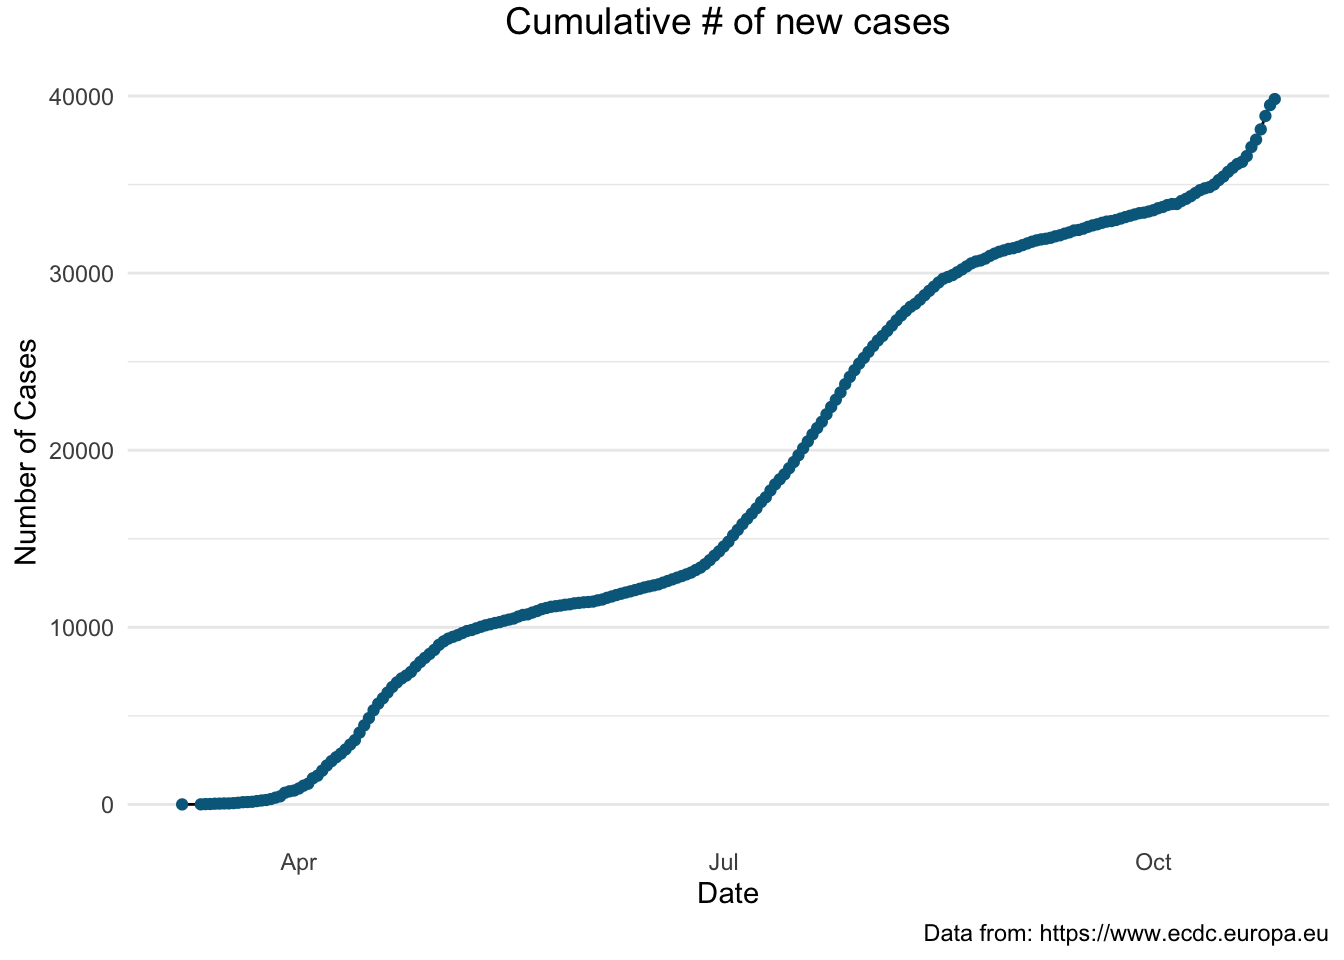 Cumulative # of new cases
40000
30000
20000
10000
0
Number of Cases
Apr Jul Oct
Date
Data from: https://www.ecdc.europa.eu